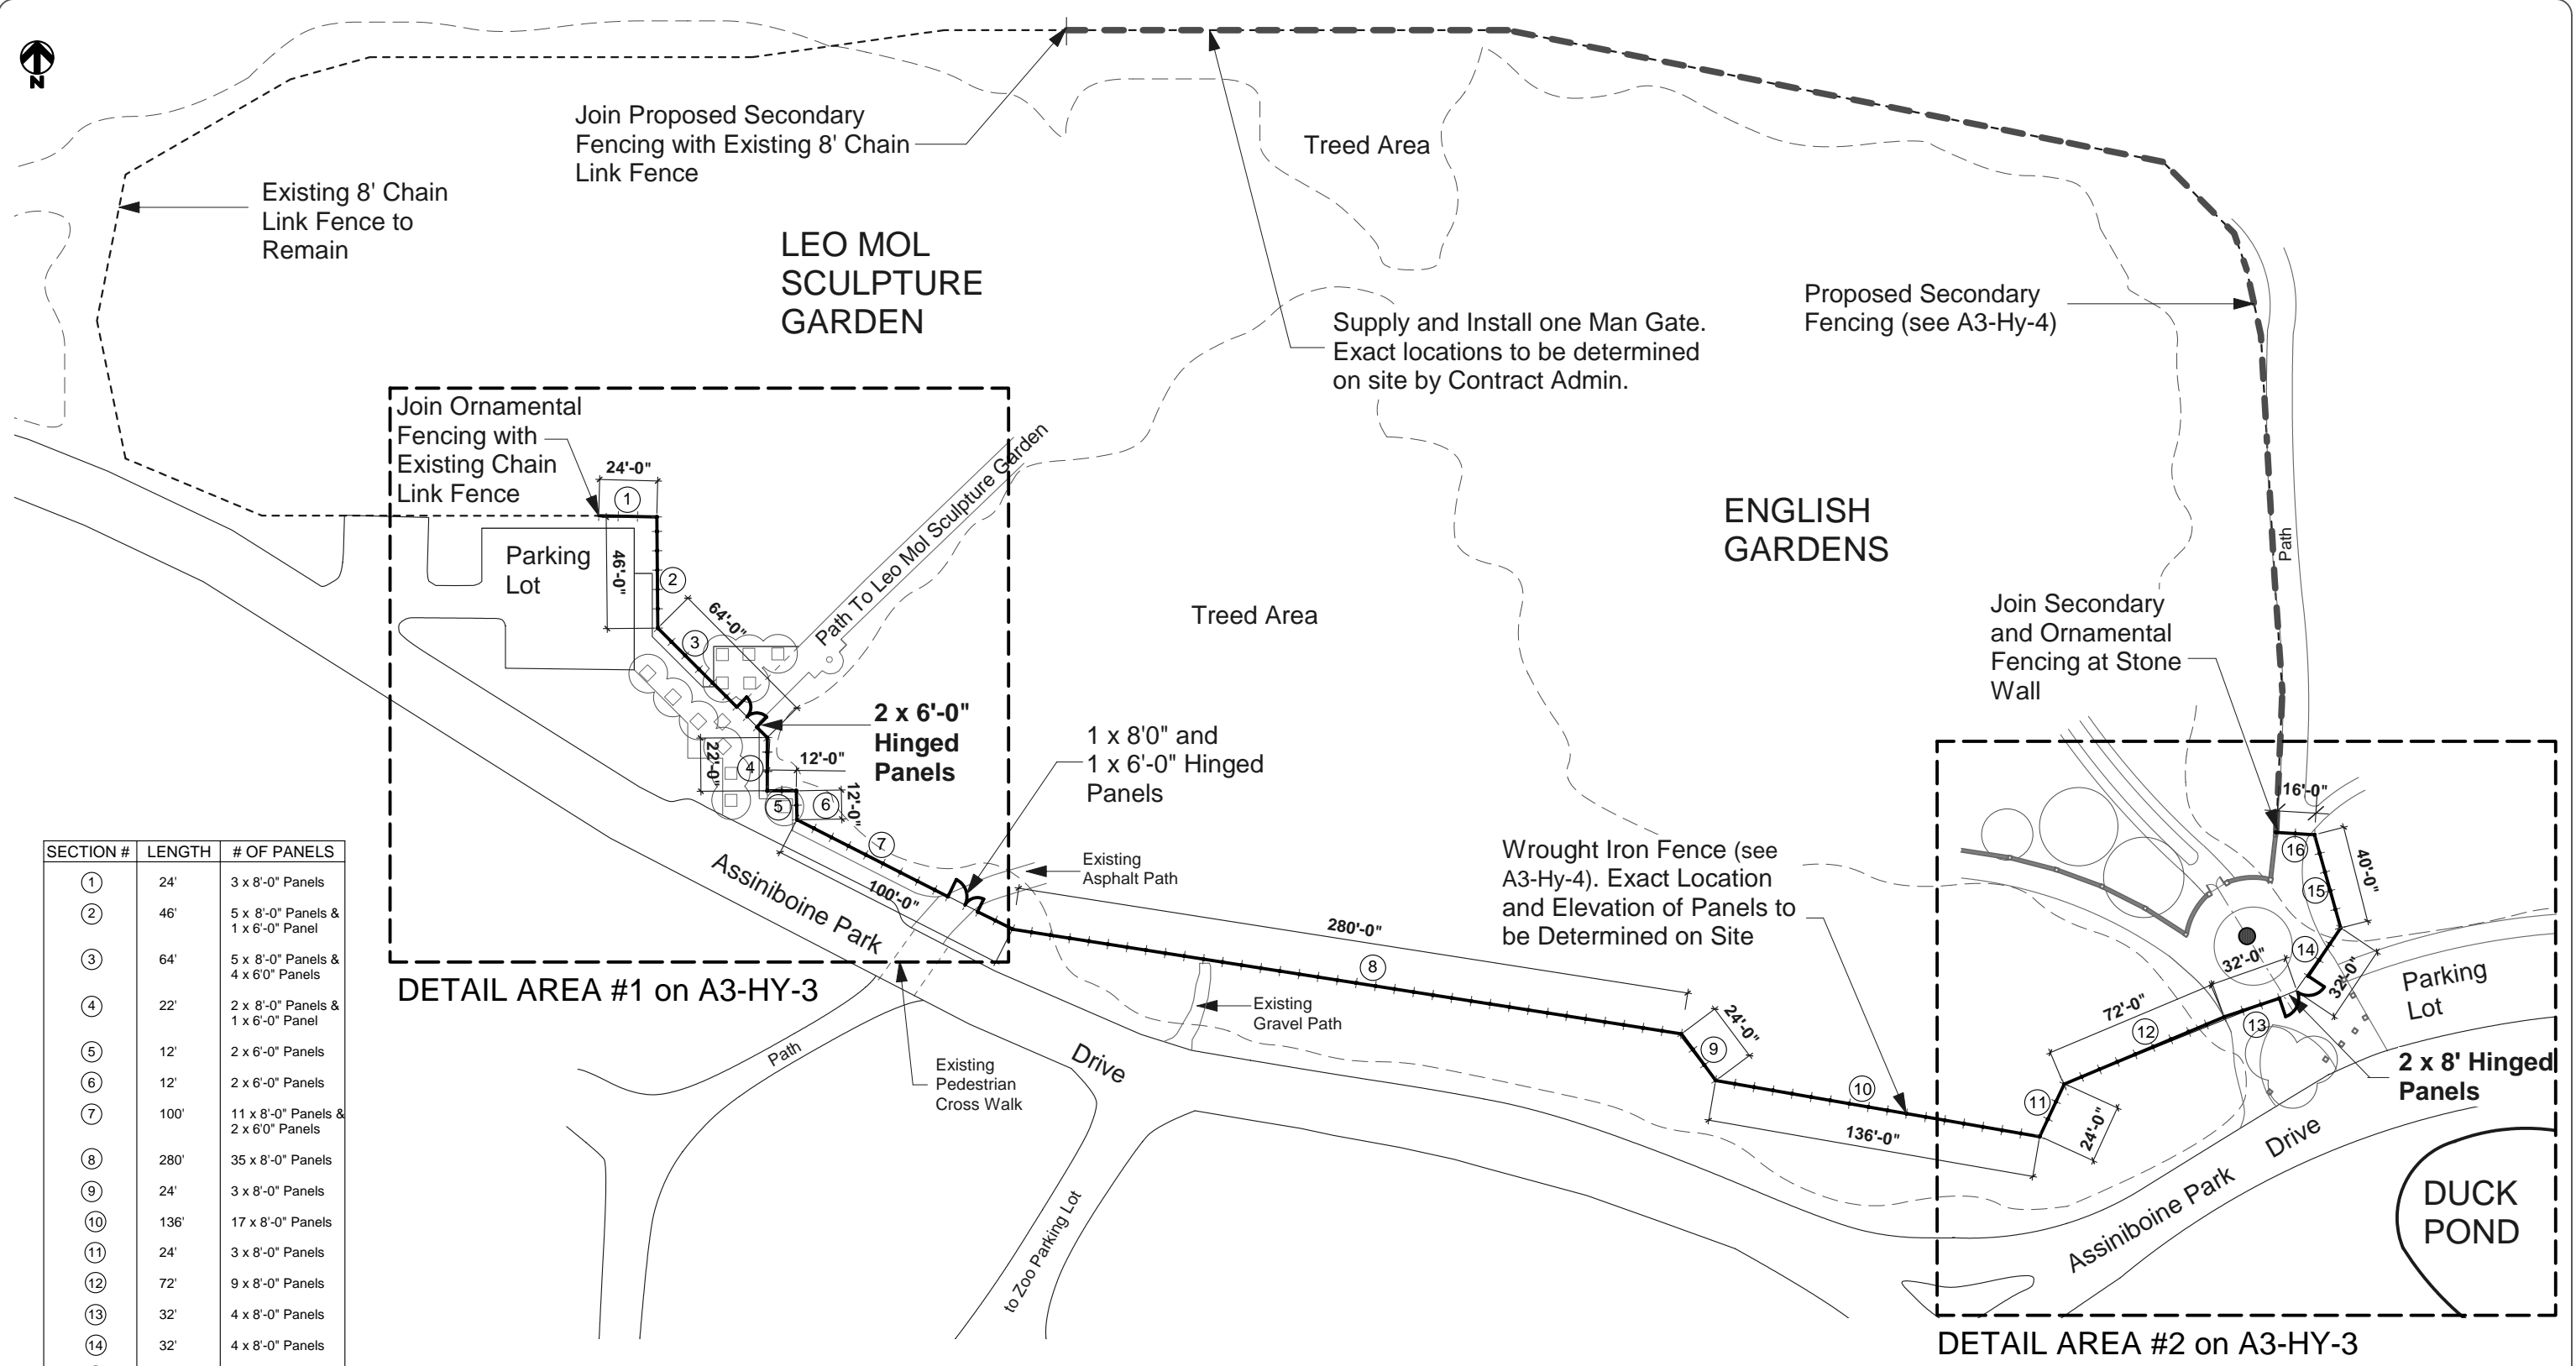 N
Join Proposed Secondary
Fencing with Existing 8' Chain
Link Fence
Treed Area
Existing 8' Chain
Link Fence to
Remain
LEO MOL
SCULPTURE
GARDEN
Supply and Install one Man Gate.
Exact locations to be determined
on site by Contract Admin.
Proposed Secondary
Fencing (see A3-Hy-4)
Join Ornamental
Fencing with
Existing Chain
Link Fence
24'-0"
1
46'-0"
2
Parking
Lot
64'-0"
3
Path To Leo Mol Sculpture Garden
2 x 6'-0"
Hinged
Panels
22'-0"
4
12'-0"
5
6
12'-0"
7
100'-0"
1 x 8'0" and
1 x 6'-0" Hinged
Panels
Existing
Asphalt Path
Assiniboine Park
DETAIL AREA #1 on A3-HY-3
Treed Area
ENGLISH
GARDENS
Path
Join Secondary
and Ornamental
Fencing at Stone
Wall
Wrought Iron Fence (see
A3-Hy-4). Exact Location
and Elevation of Panels to
be Determined on Site
280'-0"
8
Existing
Gravel Path
24'-0"
9
10
136'-0"
Path
Existing
Pedestrian
Cross Walk
Drive
to Zoo Parking Lot
16'-0"
16
40'-0"
15
14
32'-0"
32'-0"
13
72'-0"
12
11
24'-0"
Parking
Lot
2 x 8' Hinged
Panels
Assiniboine Park
Drive
DUCK
POND
DETAIL AREA #2 on A3-HY-3
SECTION # LENGTH # OF PANELS
1 24' 3 x 8'-0" Panels
2 46' 5 x 8'-0" Panels &
1 x 6'-0" Panel
3 64' 5 x 8'-0" Panels &
4 x 6'0" Panels
4 22' 2 x 8'-0" Panels &
1 x 6'-0" Panel
5 12' 2 x 6'-0" Panels
6 12' 2 x 6'-0" Panels
7 100' 11 x 8'-0" Panels &
2 x 6'0" Panels
8 280' 35 x 8'-0" Panels
9 24' 3 x 8'-0" Panels
10 136' 17 x 8'-0" Panels
11 24' 3 x 8'-0" Panels
12 72' 9 x 8'-0" Panels
13 32' 4 x 8'-0" Panels
14 32' 4 x 8'-0" Panels